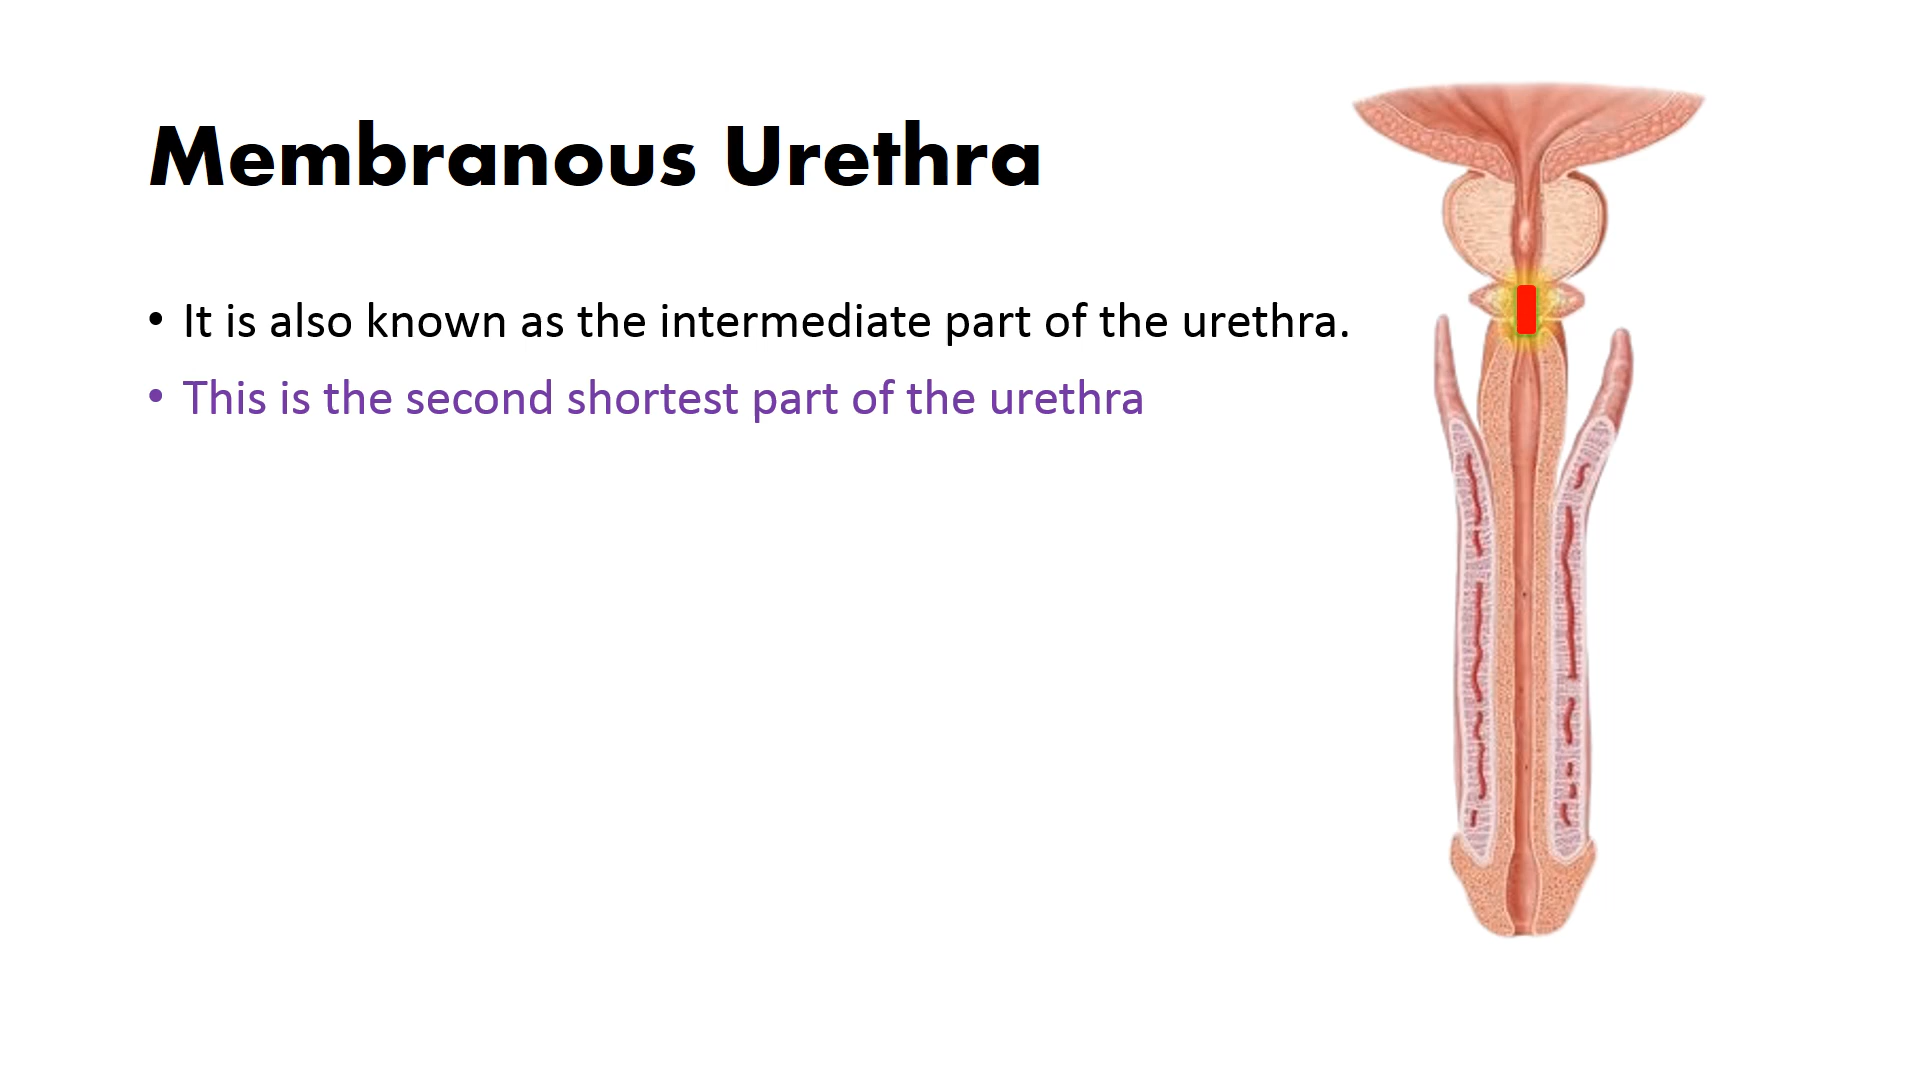 Membranous Urethra
• It is also known as the intermediate part of the urethra.
• This is the second shortest part of the urethra